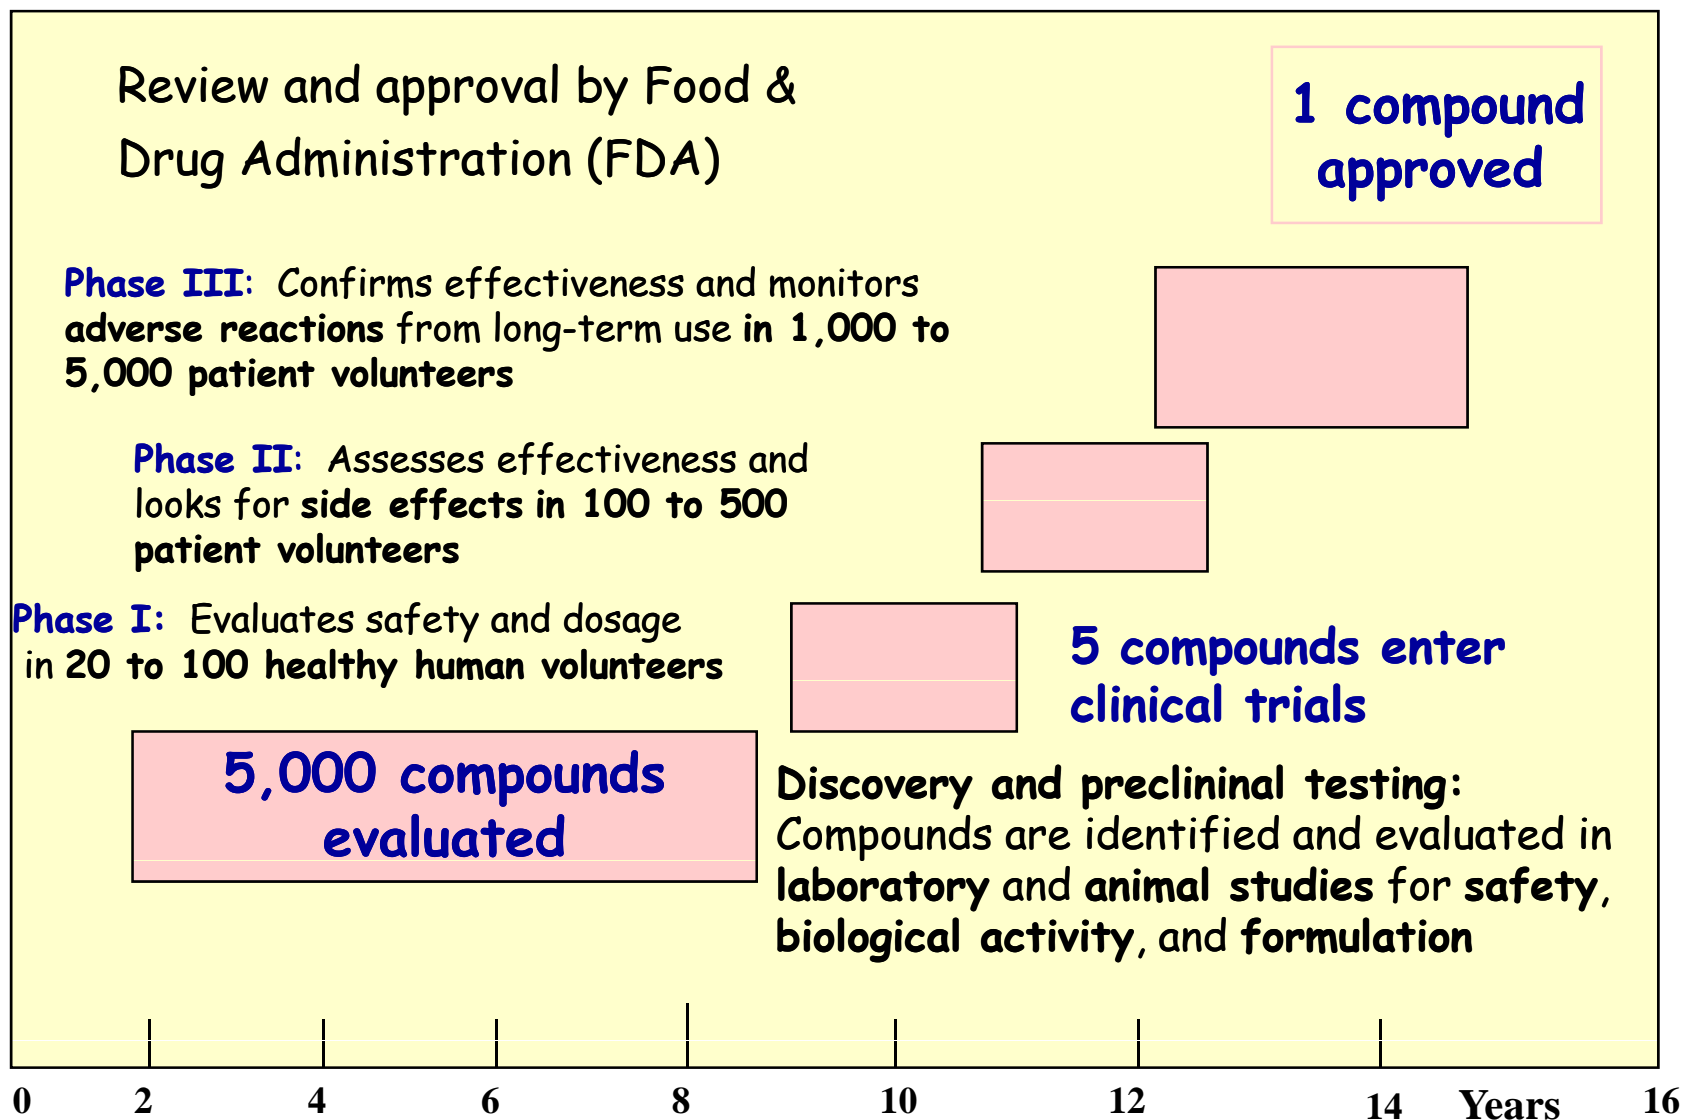 Review and approval by Food &
Drug Administration (FDA)
1 compound
approved
Phase III: Confirms effectiveness and monitors
adverse reactions from long-term use in 1,000 to
5,000 patient volunteers
Phase II: Assesses effectiveness and
looks for side effects in 100 to 500
patient volunteers
Phase I: Evaluates safety and dosage
in 20 to 100 healthy human volunteers
5 compounds enter
clinical trials
5,000 compounds
evaluated
Discovery and preclininal testing:
Compounds are identified and evaluated in
laboratory and animal studies for safety,
biological activity, and formulation
0 2 4 6 8 10 12 14 Years 16